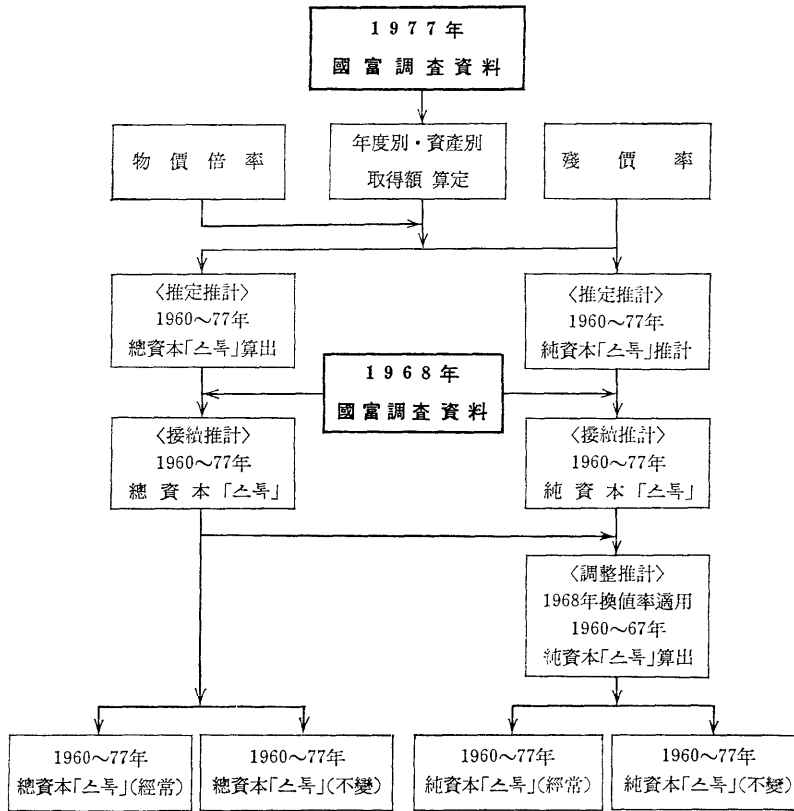 1977年
國富調査資料
物價倍率
年度別·資產別
取得額 算定
殘價率
〈推定推計〉
1960～77年
總資本「스톡」算出
〈推定推計〉
1960～77年
純資本「스톡」推計
1968年
國富調査資料
〈接續推計〉
1960～77年
總資本「스톡」
〈接續推計〉
1960～77年
純資本「스톡」
〈調整推計〉
1968年換値率適用
1960～67年
純資本「스톡」算出
1960～77年
總資本「스톡」(經常)
1960～77年
總資本「스톡」(不變)
1960～77年
純資本「스톡」(經常)
1960～77年
純資本「스톡」(不變)